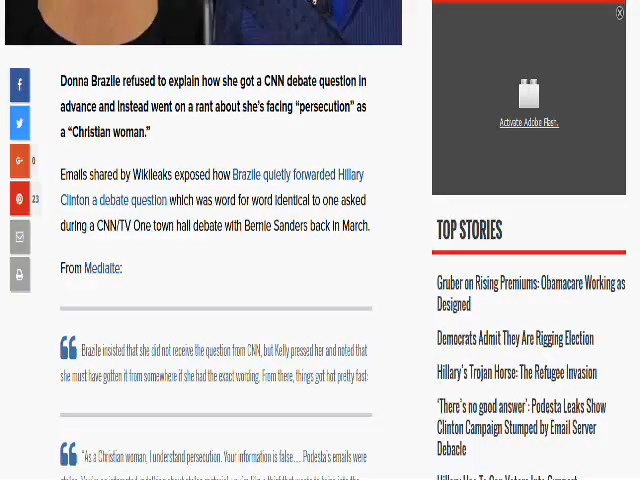 Donna Brazile refused to explain how she got a CNN debate question in
advance and instead went on a rant about she's facing “persecution” as
a “Christian woman.”
Emails shared by Wikileaks exposed how Brazile quietly forwarded Hillary
Clinton a debate question which was word for word identical to one asked
during a CNN/TV One town hall debate with Bernie Sanders back in March.
From Mediatte:
Brazile insisted that she did not receive the question from CNN, but Kelly pressed her and noted that
she must have gotten it from somewhere if she had the exact wording. From there, things got hot pretty fast:
“As a Christian woman, I understand persecution. Your information is false.... Podesta's emails were
f
G+ 0
23
Activate Adobe Flash.
TOP STORIES
Gruber on Rising Premiums: Obamacare Working as
Designed
Democrats Admit They Are Rigging Election
Hillary's Trojan Horse: The Refugee Invasion
‘There's no good answer’: Podesta Leaks Show
Clinton Campaign Stumped by Email Server
Debacle